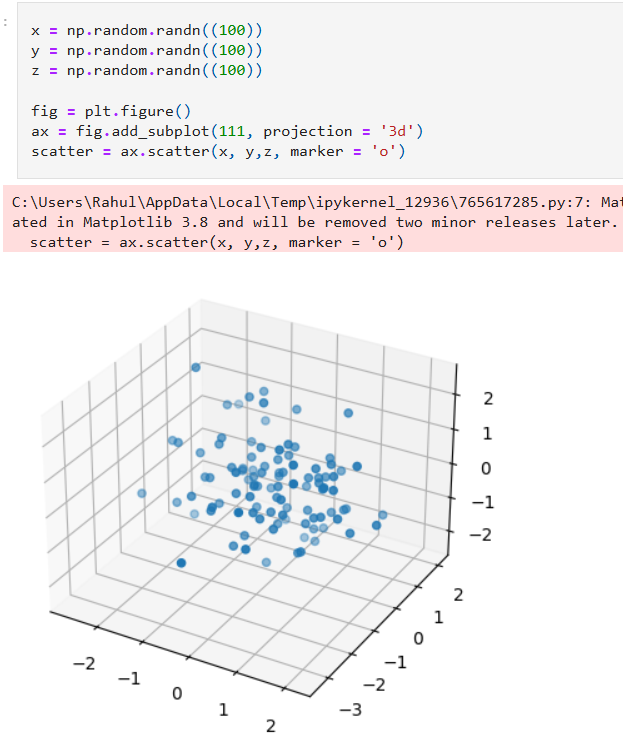 :
x = np.random.randn((100))
y = np.random.randn((100))
z = np.random.randn((100))
fig = plt.figure()
ax = fig.add_subplot(111, projection = '3d')
scatter = ax.scatter(x, y,z, marker = 'o')
C:\Users\Rahul\AppData\Local\Temp\ipykernel_12936\765617285.py:7: Mat
ated in Matplotlib 3.8 and will be removed two minor releases later.
scatter = ax.scatter(x, y,z, marker = 'o')
2
1
0
−1
−2
2
1
0
−1
−2
−3
−2
−1
0
1
2